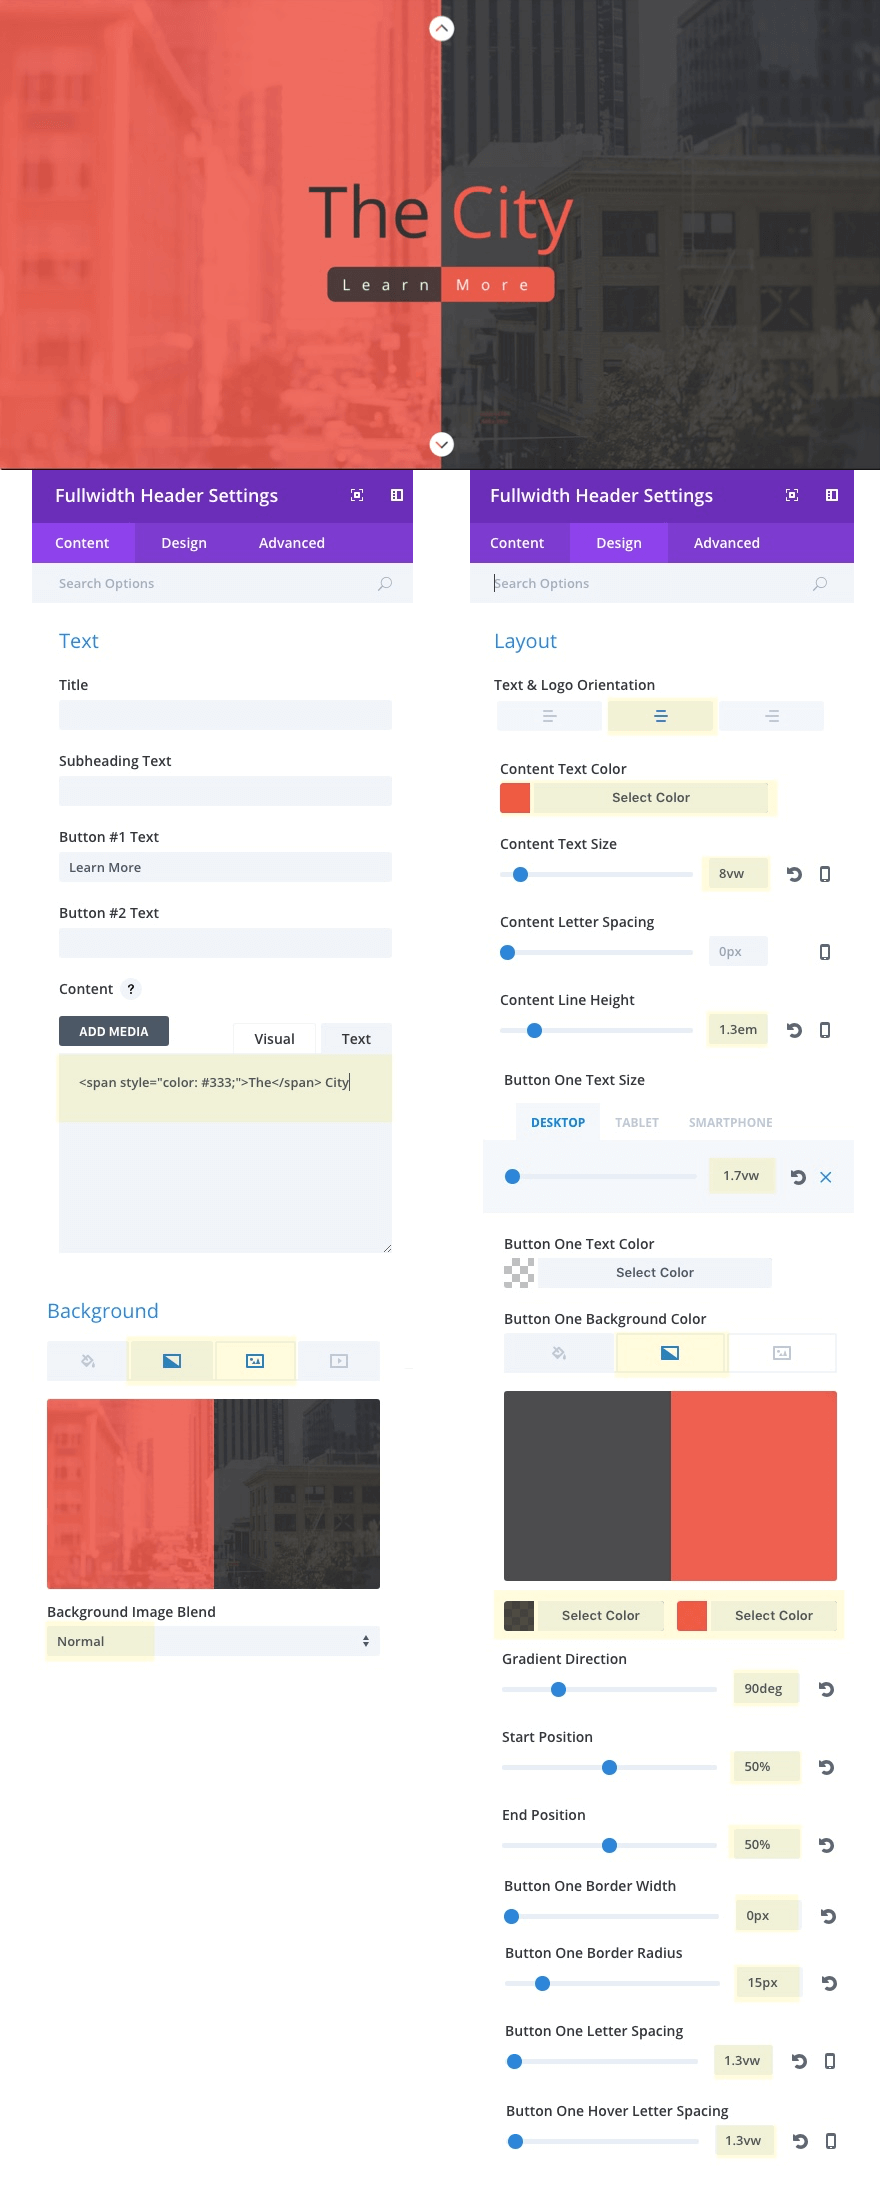 The City
Learn More
Fullwidth Header Settings
Content Design Advanced
Search Options
Text
Title
Subheading Text
Button #1 Text
Learn More
Button #2 Text
Content ?
ADD MEDIA
Visual Text
<span style="color: #333;">The</span> City
Background
Background Image Blend
Normal
Fullwidth Header Settings
Content Design Advanced
Search Options
Layout
Text & Logo Orientation
Content Text Color
Select Color
Content Text Size
8vw
Content Letter Spacing
0px
Content Line Height
1.3em
Button One Text Size
DESKTOP TABLET SMARTPHONE
1.7vw
Button One Text Color
Select Color
Button One Background Color
Select Color Select Color
Gradient Direction
90deg
Start Position
50%
End Position
50%
Button One Border Width
0px
Button One Border Radius
15px
Button One Letter Spacing
1.3vw
Button One Hover Letter Spacing
1.3vw